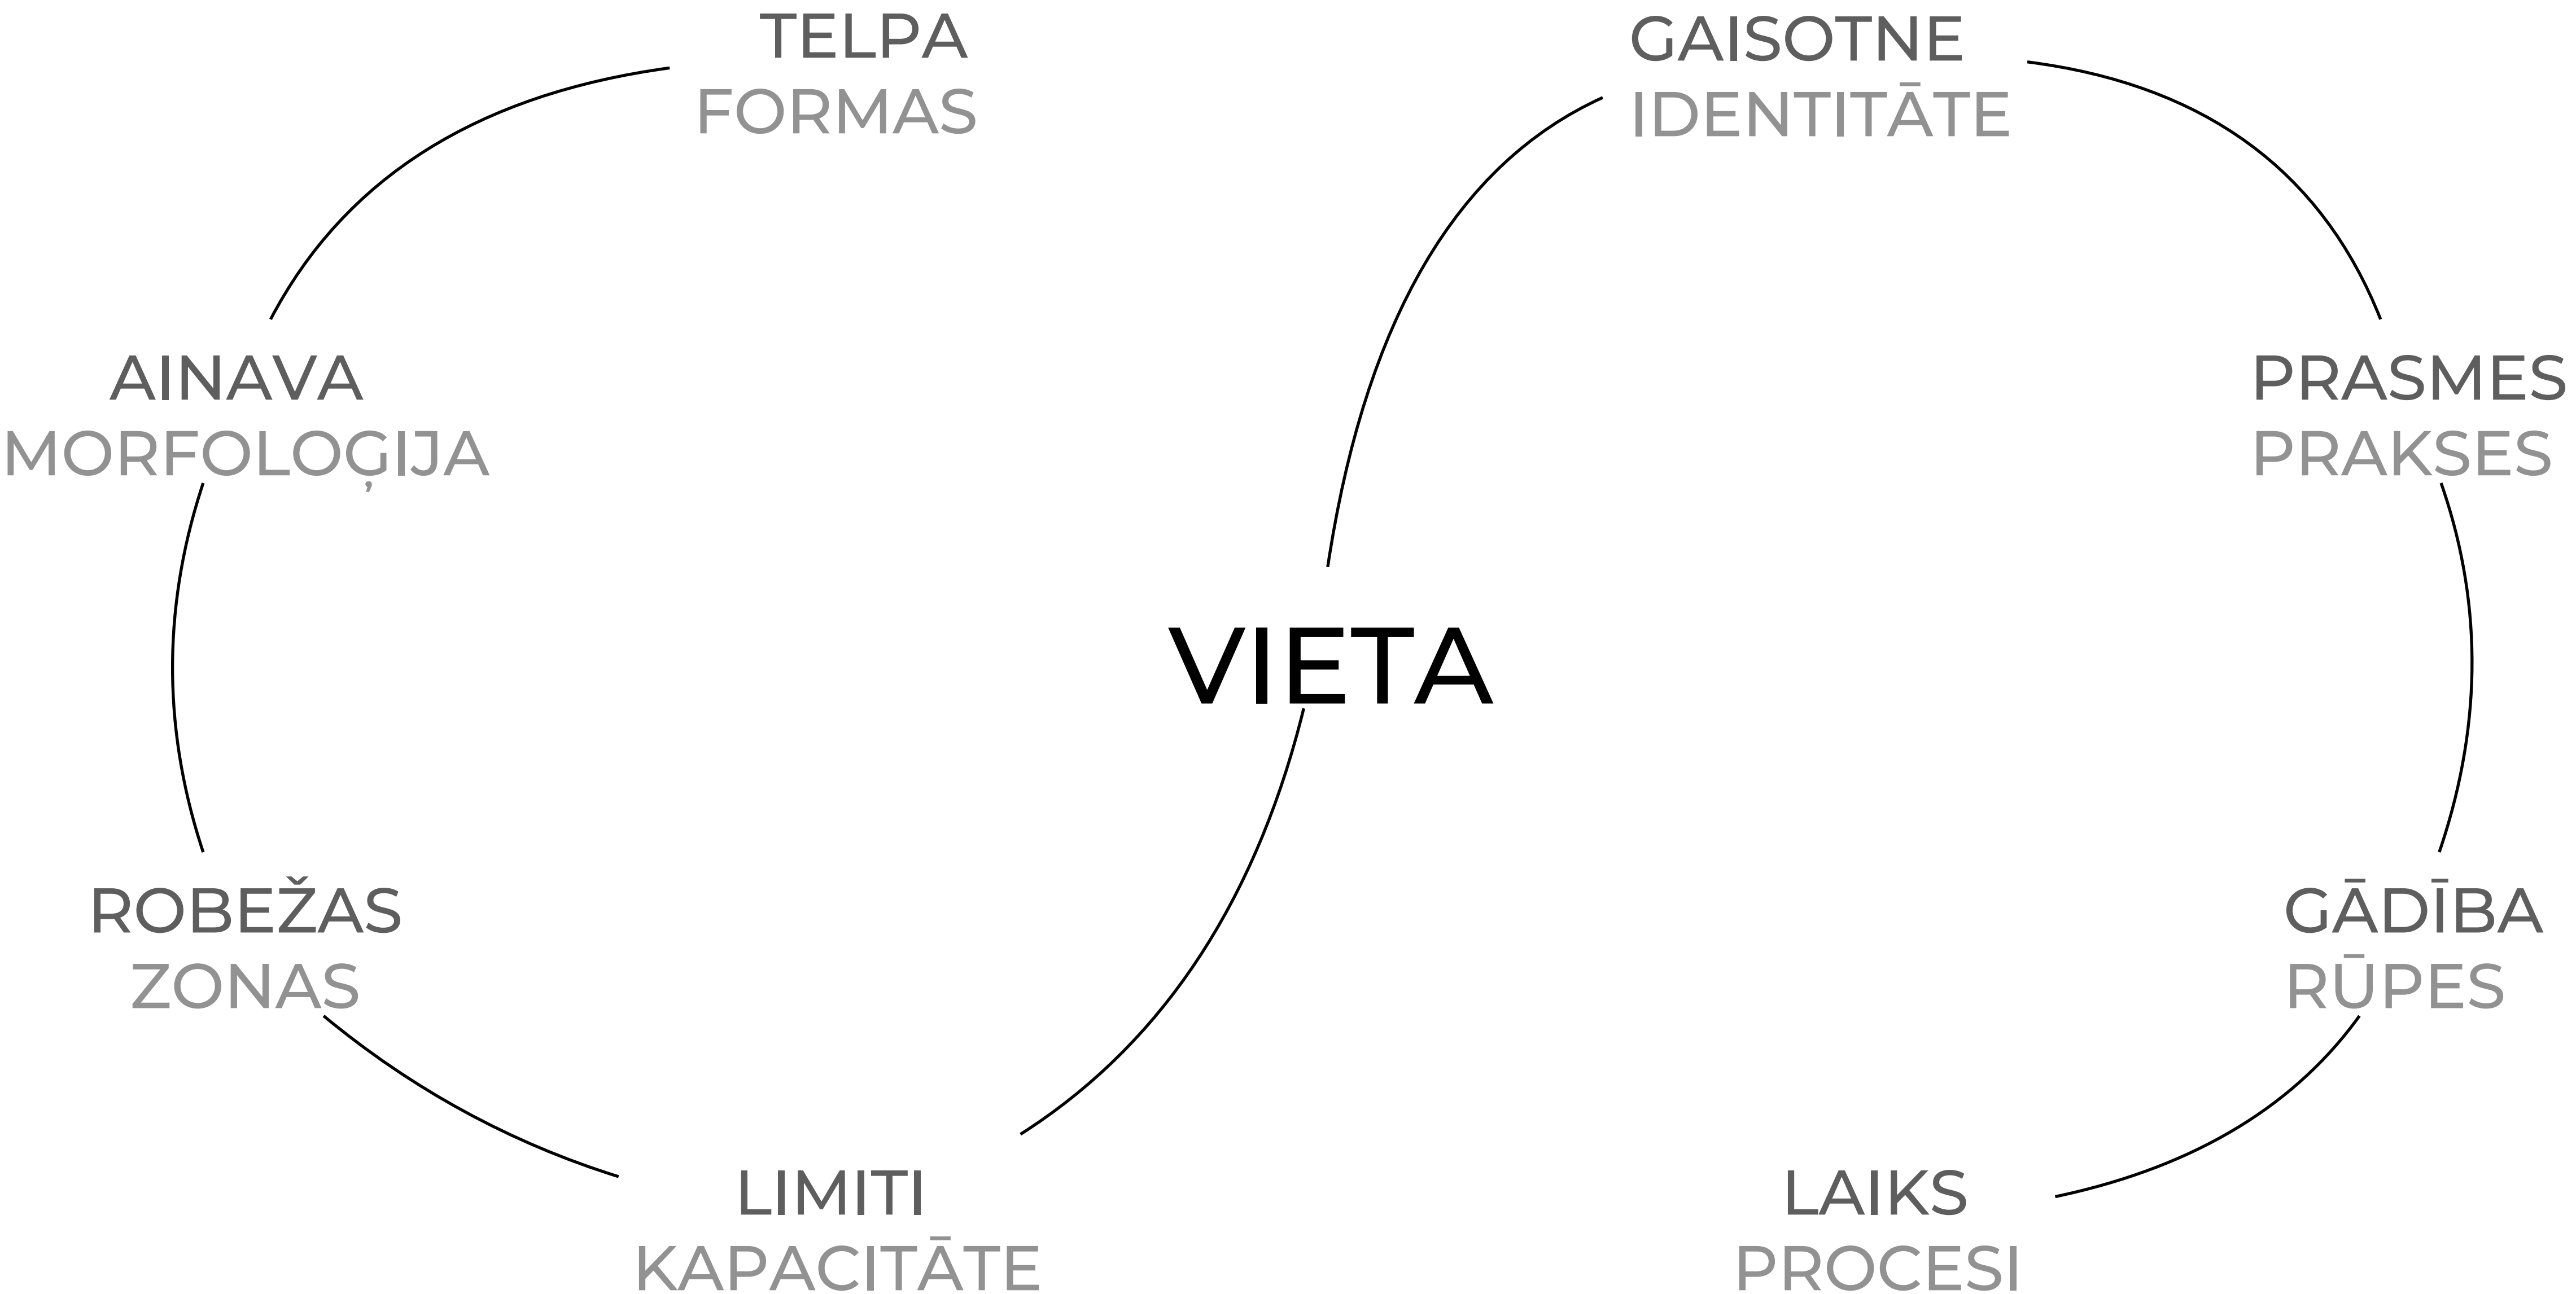 TELPA
FORMAS
AINAVA
MORFOLOĢIJA
ROBEŽAS
ZONAS
LIMITI
KAPACITĀTE
VIETA
GAISOTNE
IDENTITĀTE
PRASMES
PRAKSES
GĀDĪBA
RŪPES
LAIKS
PROCESI